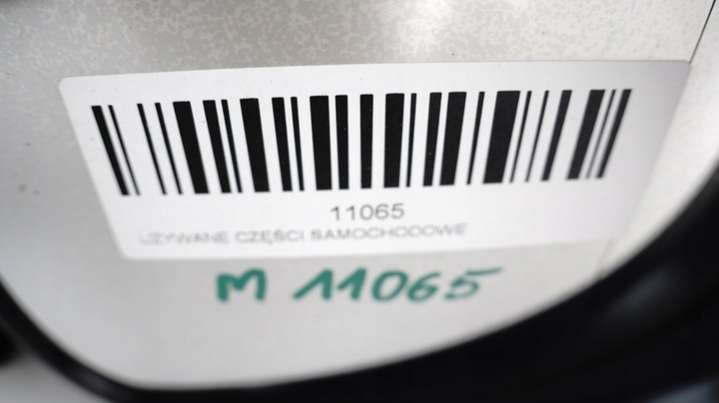 11065
UŻYWANE CZĘŚCI SAMOCHODOWE
M 11065